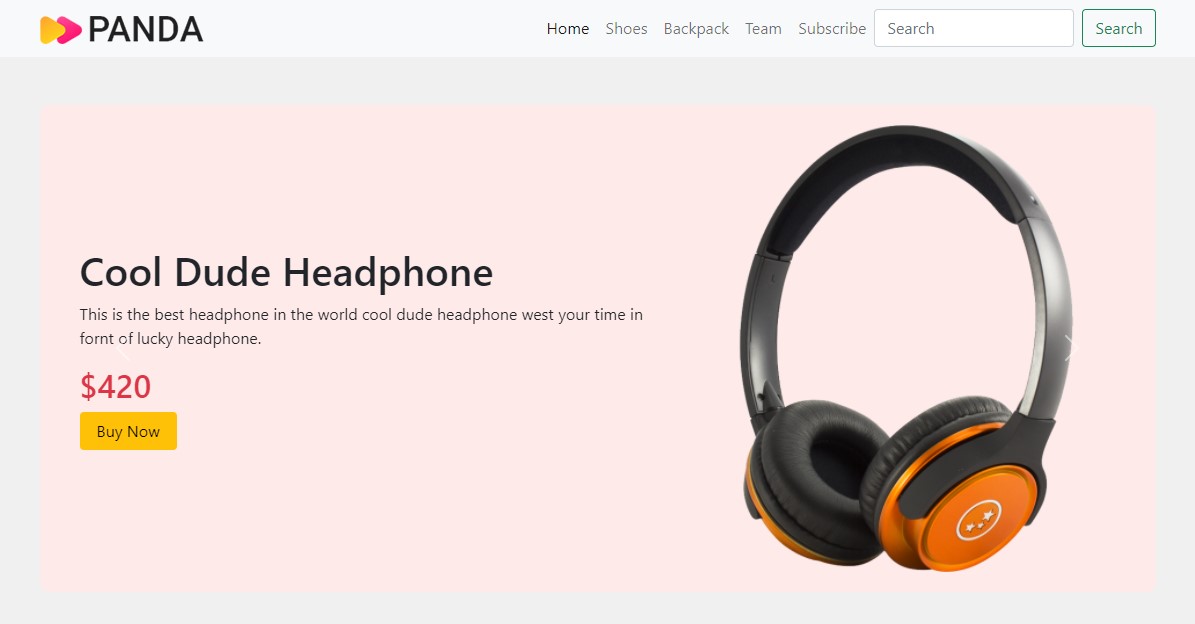 PANDA
Home Shoes Backpack Team Subscribe Search Search
Cool Dude Headphone
This is the best headphone in the world cool dude headphone west your time in
fornt of lucky headphone.
$420
Buy Now
L